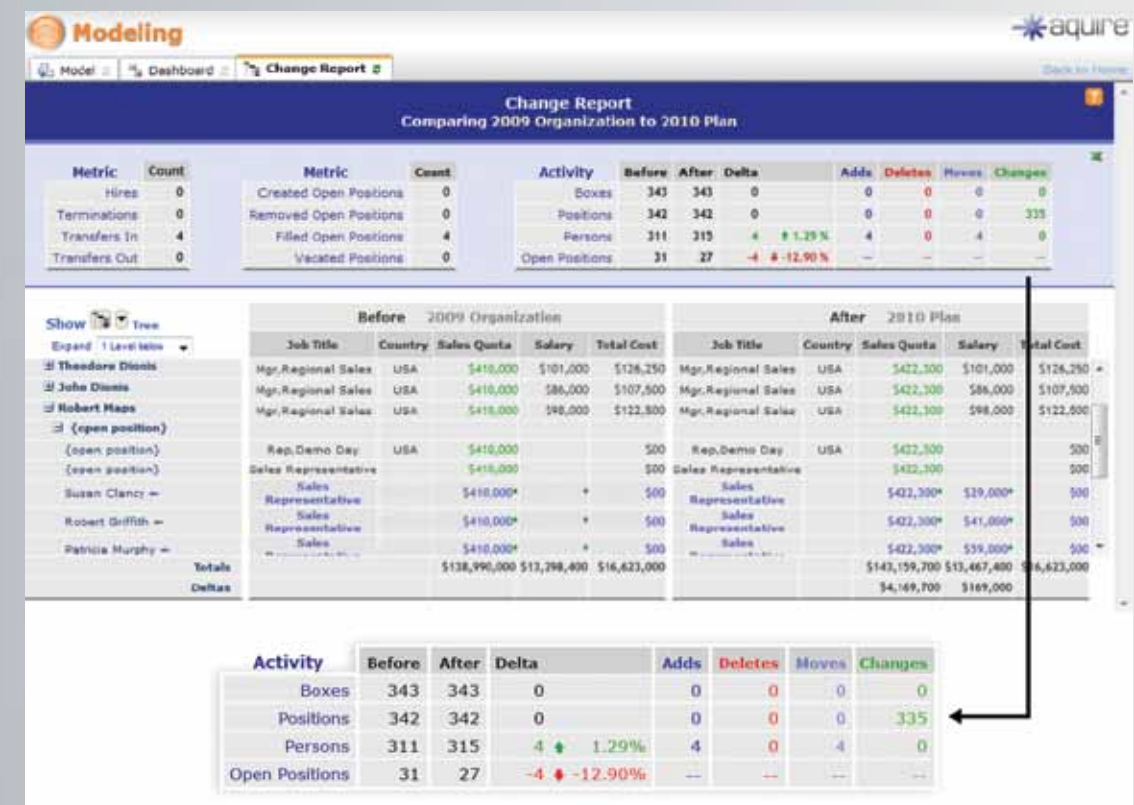 Modeling
aquire
Model
Dashboard
Change Report
Back to Home
Change Report
Comparing 2009 Organization to 2010 Plan
Metric Count
Hires 0
Terminations 0
Transfers In 4
Transfers Out 0
Metric Count
Created Open Positions 0
Removed Open Positions 0
Filled Open Positions 4
Vacated Positions 0
Activity Before After Delta Adds Deletes Moves Changes
Boxes 343 343 0 0 0 0 0
Positions 342 342 0 0 0 0 335
Persons 311 315 4 1.29 % 4 0 4 0
Open Positions 31 27 -4 -12.90 % -- -- -- --
Show Tree
Expand 1 Level below
Before 2009 Organization
After 2010 Plan
Job Title Country Sales Quota Salary Total Cost Job Title Country Sales Quota Salary Total Cost
Theodore Dionis Mgr,Regional Sales USA $410,000 $101,000 $126,250 Mgr,Regional Sales USA $422,300 $101,000 $126,250
John Dionis Mgr,Regional Sales USA $410,000 $86,000 $107,500 Mgr,Regional Sales USA $422,300 $86,000 $107,500
Robert Maps Mgr,Regional Sales USA $410,000 $98,000 $122,500 Mgr,Regional Sales USA $422,300 $98,000 $122,500
{open position}
{open position} Rep,Demo Day USA $410,000 $00 Rep,Demo Day USA $422,300 $00
{open position} Sales Representative $410,000 $00 Sales Representative $422,300 $00
Susan Clancy Sales Representative $410,000* * $00 Sales Representative $422,300* $29,000* $00
Robert Griffith Sales Representative $410,000* * $00 Sales Representative $422,300* $41,000* $00
Patricia Murphy Sales $410,000* * $00 Sales $422,300* $59,000* $00
Totals $138,990,000 $13,298,400 $16,623,000 $143,159,700 $13,467,400 $16,623,000
Deltas $4,169,700 $169,000
Activity Before After Delta Adds Deletes Moves Changes
Boxes 343 343 0 0 0 0 0
Positions 342 342 0 0 0 0 335
Persons 311 315 4 1.29% 4 0 4 0
Open Positions 31 27 -4 -12.90% -- -- -- --